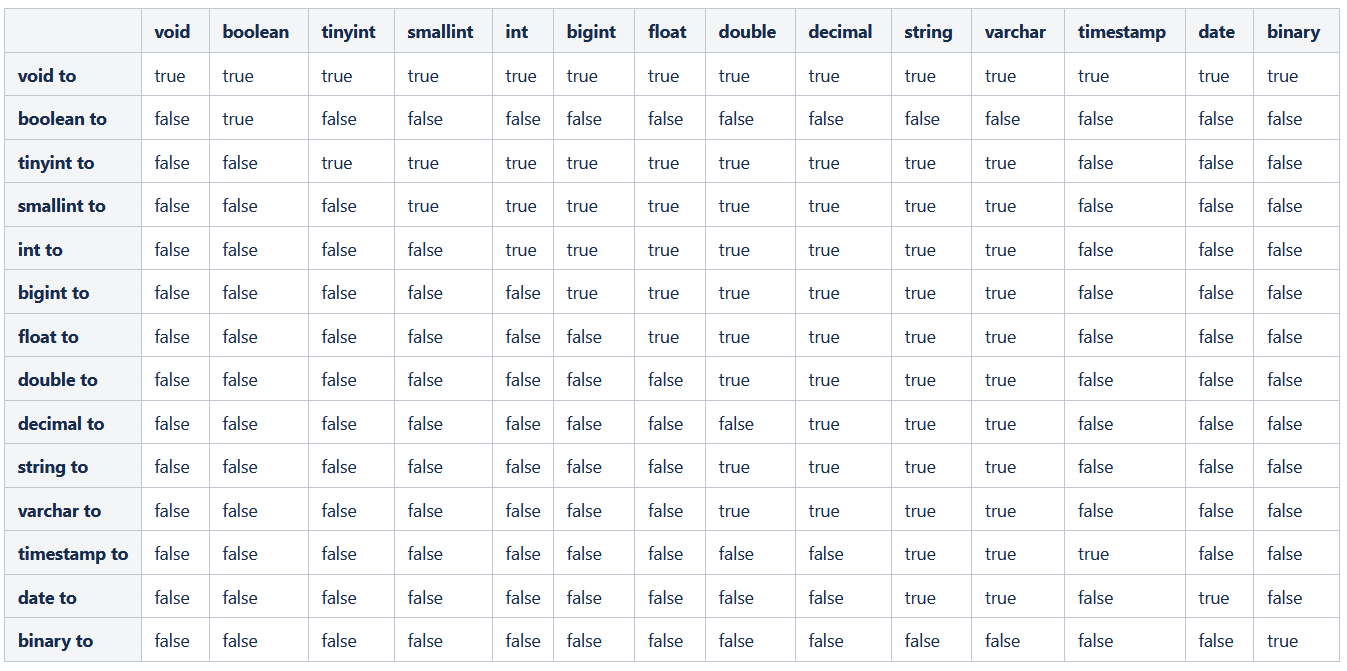 void boolean tinyint smallint int bigint float double decimal string varchar timestamp date binary
void to true true true true true true true true true true true true true true
boolean to false true false false false false false false false false false false false false
tinyint to false false true true true true true true true true true false false false
smallint to false false false true true true true true true true true false false false
int to false false false false true true true true true true true false false false
bigint to false false false false false true true true true true true false false false
float to false false false false false false true true true true true false false false
double to false false false false false false false true true true true false false false
decimal to false false false false false false false false true true true false false false
string to false false false false false false false true true true true false false false
varchar to false false false false false false false true true true true false false false
timestamp to false false false false false false false false false true true true false false
date to false false false false false false false false false true true false true false
binary to false false false false false false false false false false false false false true